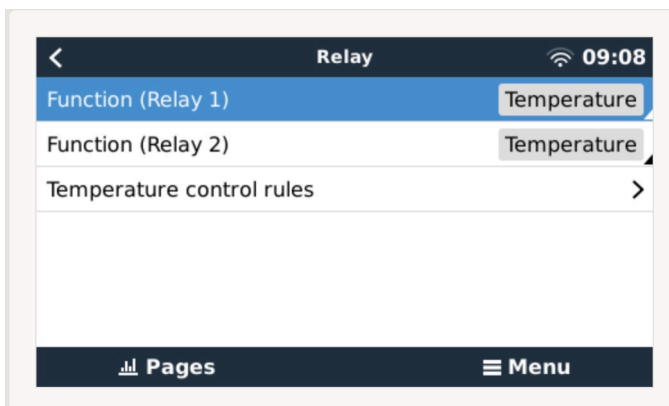 Relay 09:08
Function (Relay 1) Temperature
Function (Relay 2) Temperature
Temperature control rules
Pages Menu